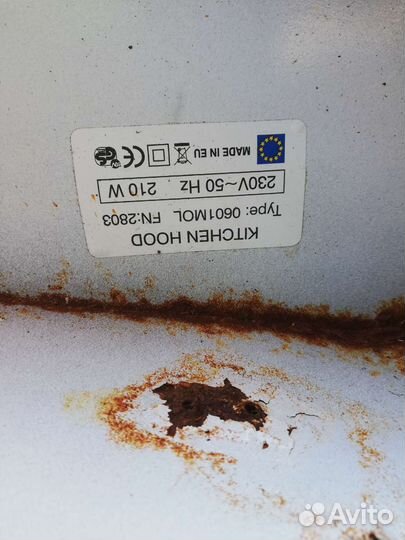 KITCHEN HOOD
Type: 0601MOL FN:2803
230V~50 Hz 210 W
MADE IN EU
Avito